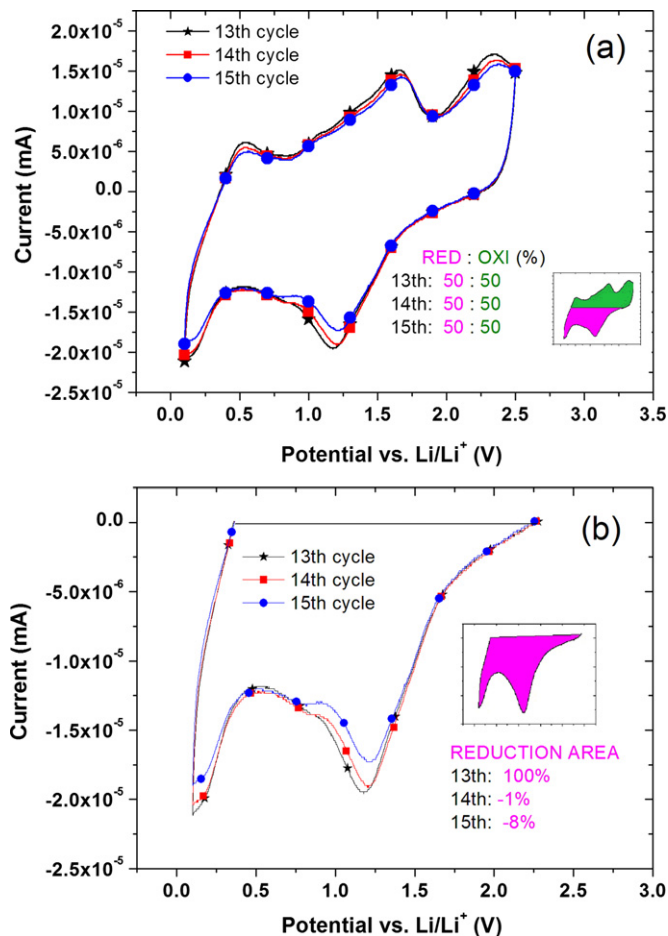 2.0x10⁻⁵
1.5x10⁻⁵
1.0x10⁻⁵
5.0x10⁻⁶
0.0
-5.0x10⁻⁶
-1.0x10⁻⁵
-1.5x10⁻⁵
-2.0x10⁻⁵
-2.5x10⁻⁵
Current (mA)
13th cycle
14th cycle
15th cycle
(a)
RED : OXI (%)
13th: 50 : 50
14th: 50 : 50
15th: 50 : 50
0.0 0.5 1.0 1.5 2.0 2.5 3.0 3.5
Potential vs. Li/Li⁺ (V)
0.0
-5.0x10⁻⁶
-1.0x10⁻⁵
-1.5x10⁻⁵
-2.0x10⁻⁵
-2.5x10⁻⁵
Current (mA)
(b)
13th cycle
14th cycle
15th cycle
REDUCTION AREA
13th: 100%
14th: -1%
15th: -8%
0.0 0.5 1.0 1.5 2.0 2.5 3.0
Potential vs. Li/Li⁺ (V)